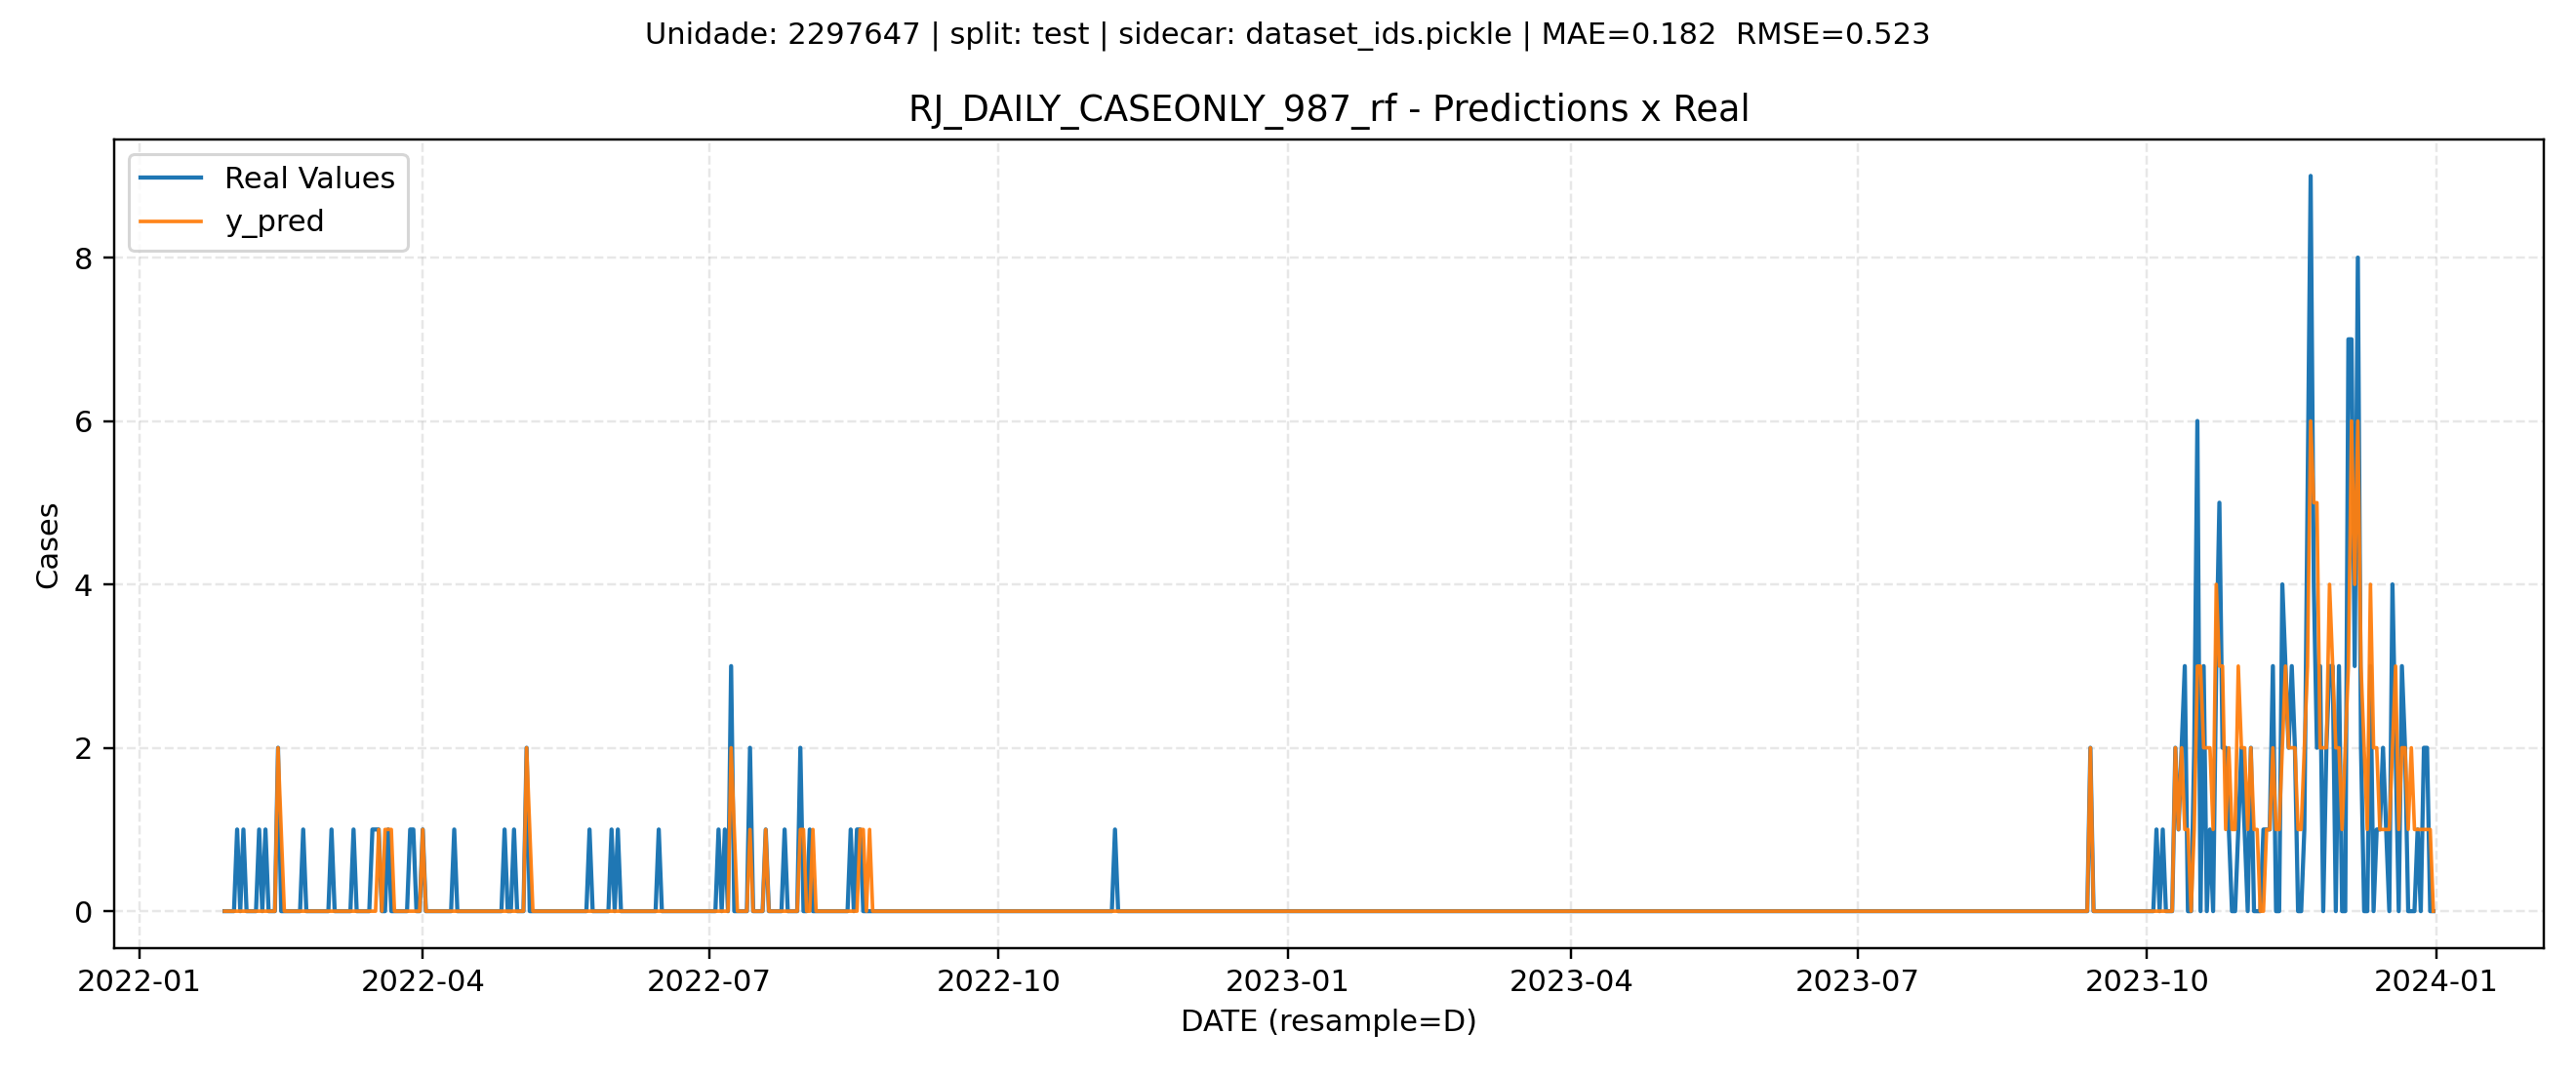 Unidade: 2297647 | split: test | sidecar: dataset_ids.pickle | MAE=0.182  RMSE=0.523
RJ_DAILY_CASEONLY_987_rf - Predictions x Real
Real Values
y_pred
8
6
4
2
0
Cases
2022-01
2022-04
2022-07
2022-10
2023-01
2023-04
2023-07
2023-10
2024-01
DATE (resample=D)